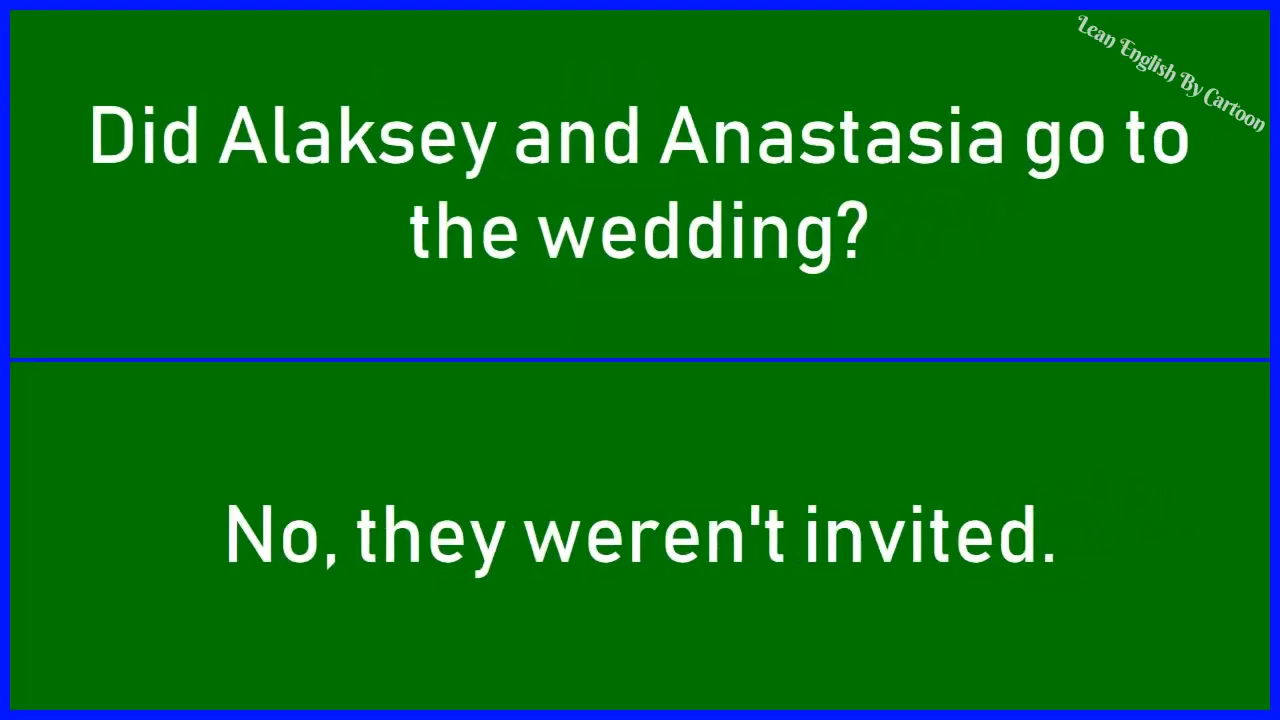 Lean English By Cartoon
Did Alaksey and Anastasia go to
the wedding?
No, they weren't invited.